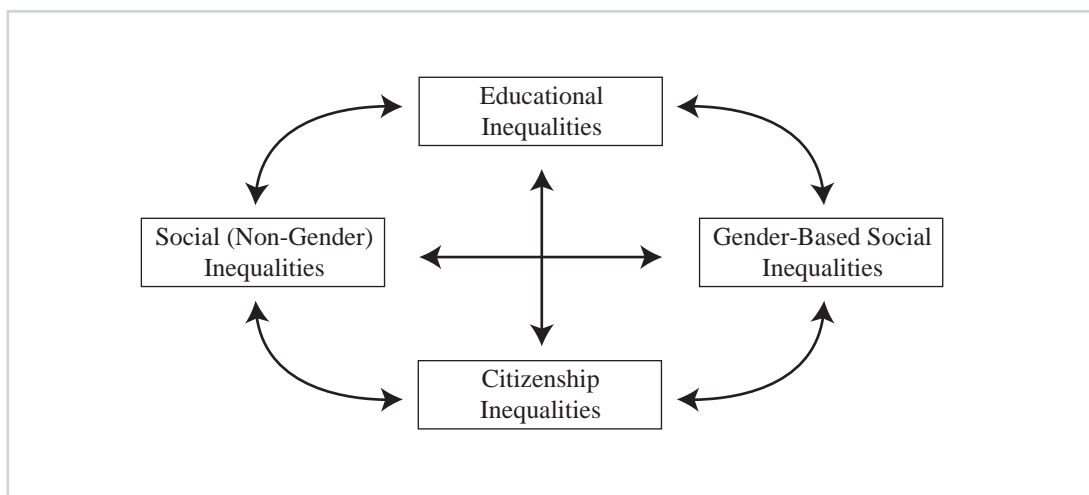 Educational
Inequalities
Social (Non-Gender)
Inequalities
Gender-Based Social
Inequalities
Citizenship
Inequalities